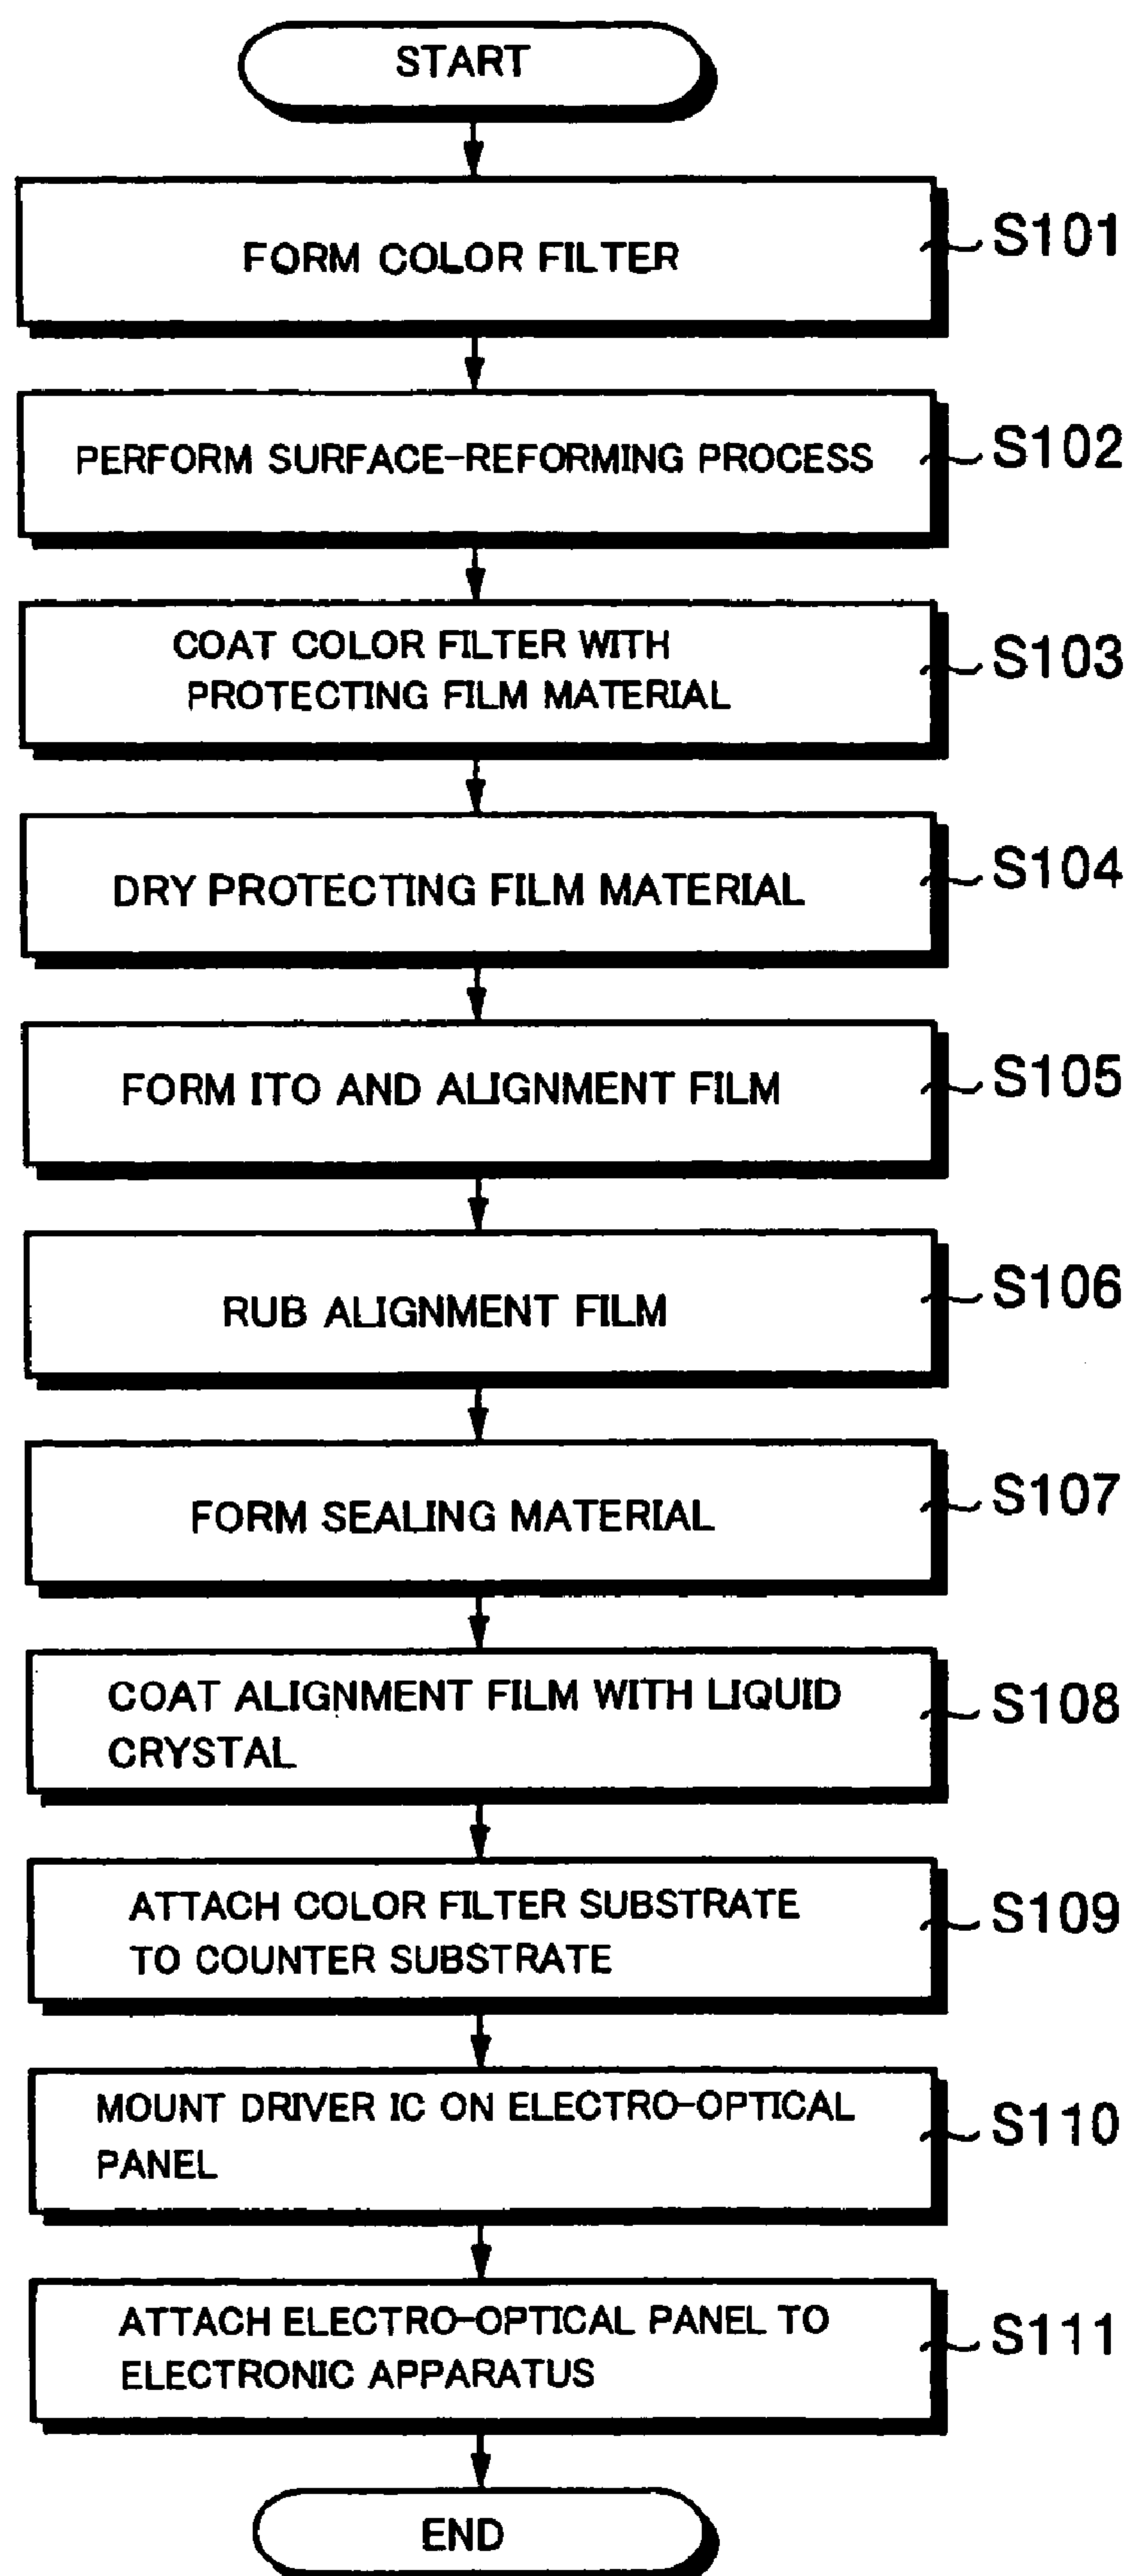 START
FORM COLOR FILTER
S101
PERFORM SURFACE-REFORMING PROCESS
S102
COAT COLOR FILTER WITH
PROTECTING FILM MATERIAL
S103
DRY PROTECTING FILM MATERIAL
S104
FORM ITO AND ALIGNMENT FILM
S105
RUB ALIGNMENT FILM
S106
FORM SEALING MATERIAL
S107
COAT ALIGNMENT FILM WITH LIQUID
CRYSTAL
S108
ATTACH COLOR FILTER SUBSTRATE
TO COUNTER SUBSTRATE
S109
MOUNT DRIVER IC ON ELECTRO-OPTICAL
PANEL
S110
ATTACH ELECTRO-OPTICAL PANEL TO
ELECTRONIC APPARATUS
S111
END